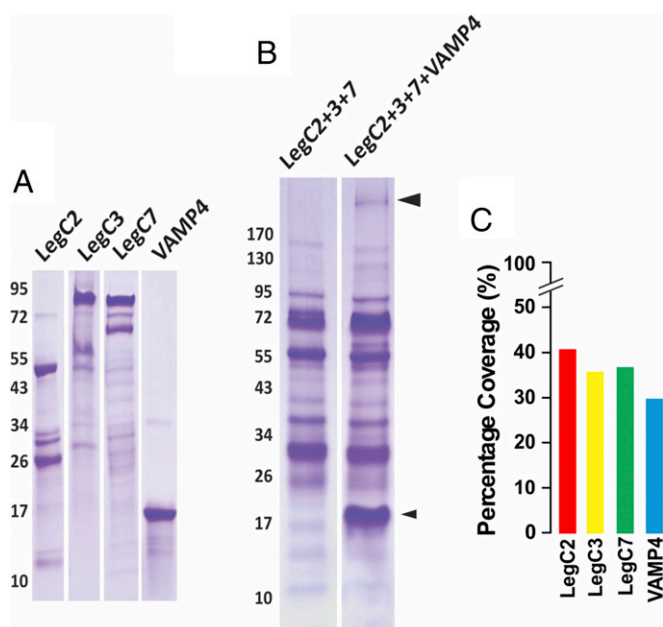 B
LegC2+3+7
LegC2+3+7+VAMP4
A
LegC2
LegC3
LegC7
VAMP4
95
72
55
43
34
26
17
10
170
130
95
72
55
43
34
26
17
10
C
Percentage Coverage (%)
100
50
40
30
20
10
0
LegC2
LegC3
LegC7
VAMP4